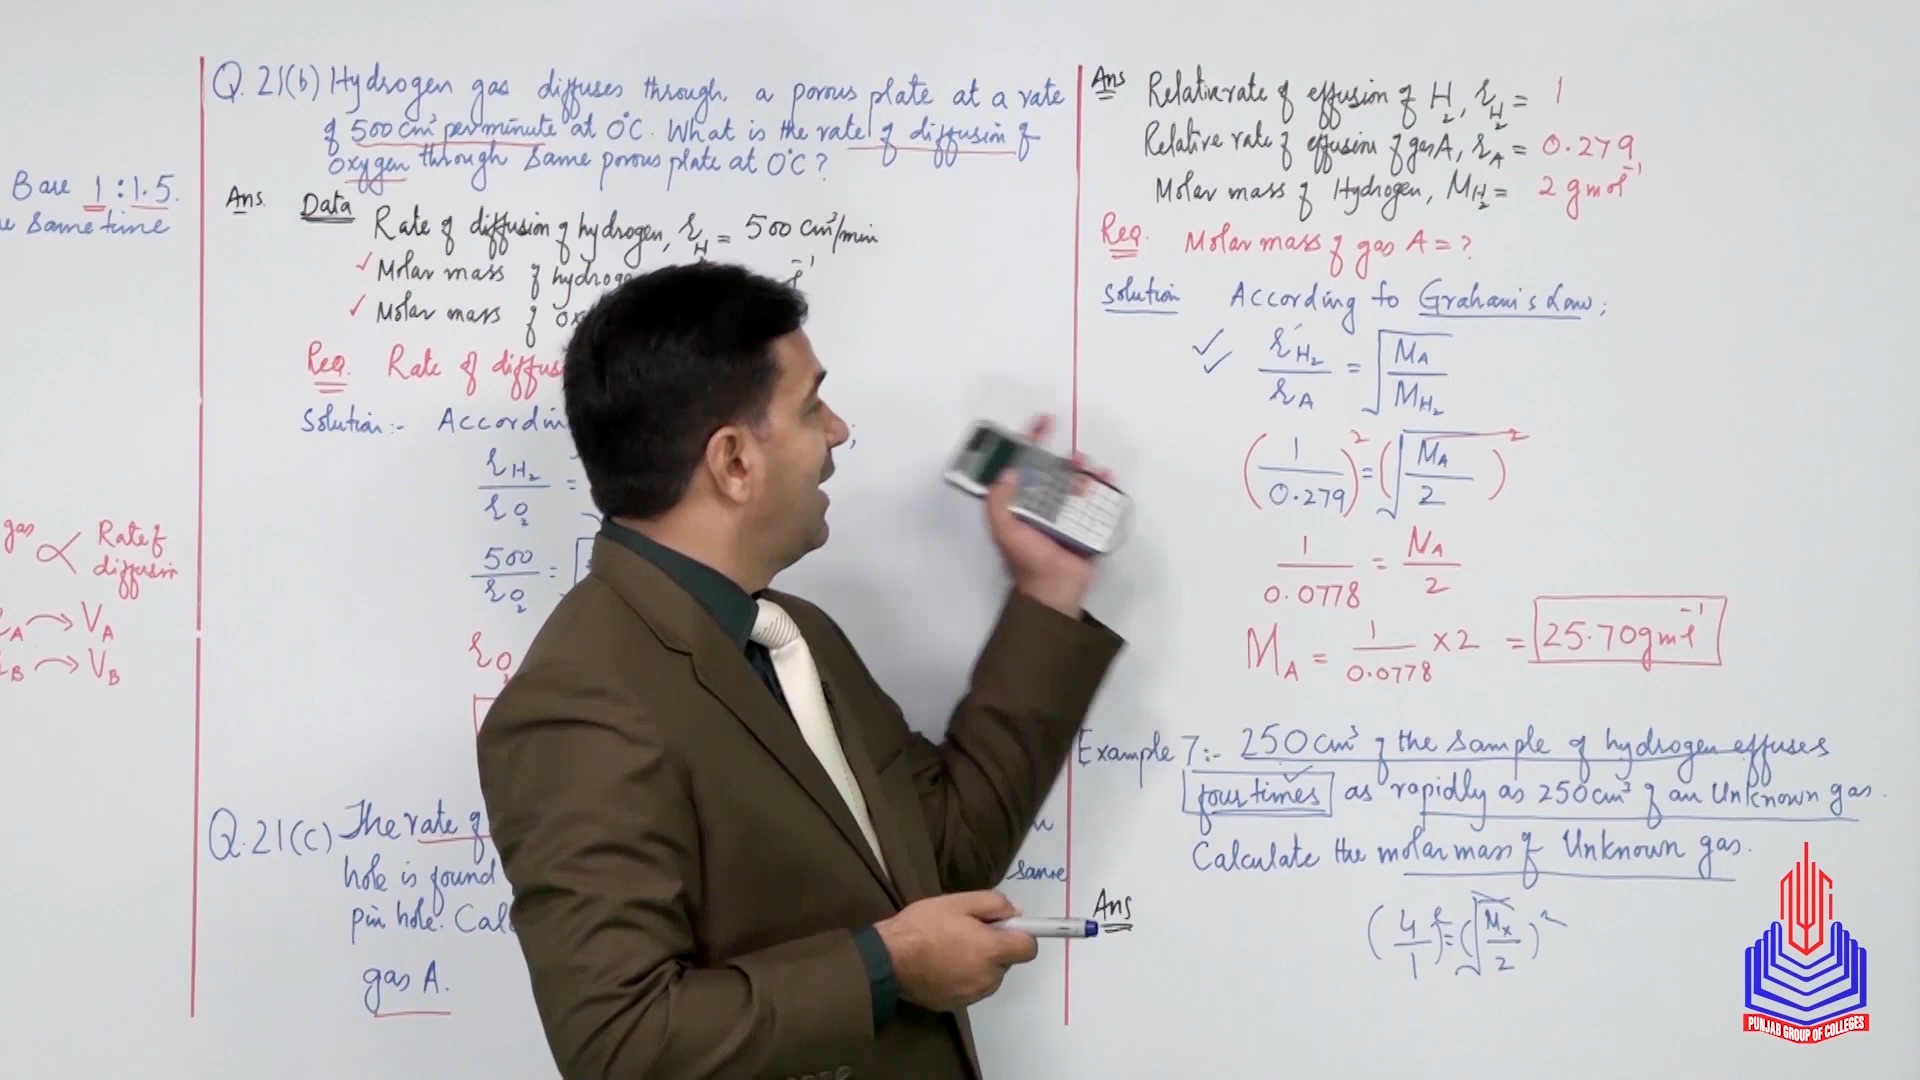 Base 1 : 1.5.
same time
gas ∝ Rate of
diffusion
A → V_A
B → V_B
Q. 21(b) Hydrogen gas diffuses through a porous plate at a rate
of 500 cm³ per minute at 0°C. What is the rate of diffusion of
oxygen through same porous plate at 0°C?
Ans. Data Rate of diffusion of hydrogen, r_H = 500 cm³/min
✓ Molar mass of hydroge
✓ Molar mass of ox
Req. Rate of diffus
Solution:- Accordin
r_H₂ / r_O₂ =
500 / r_O₂ =
r_O₂
Q. 21(c) The rate of
hole is found same
pin hole. Calc
gas A.
Ans Relative rate of effusion of H₂, r_H₂ = 1
Relative rate of effusion of gas A, r_A = 0.279
Molar mass of Hydrogen, M_H₂ = 2 g mol⁻¹
Req. Molar mass of gas A = ?
Solution According to Graham's Law;
✓✓ r_H₂ / r_A = √(M_A / M_H₂)
(1 / 0.279)² = (√(M_A / 2))²
1 / 0.0778 = M_A / 2
M_A = 1 / 0.0778 × 2 = 25.70 g mol⁻¹
Example 7:- 250 cm³ of the sample of hydrogen effuses
four times as rapidly as 250 cm³ of an Unknown gas.
Calculate the molar mass of Unknown gas.
Ans
(4 / 1)² = (√(M_x / 2))²
PUNJAB GROUP OF COLLEGES